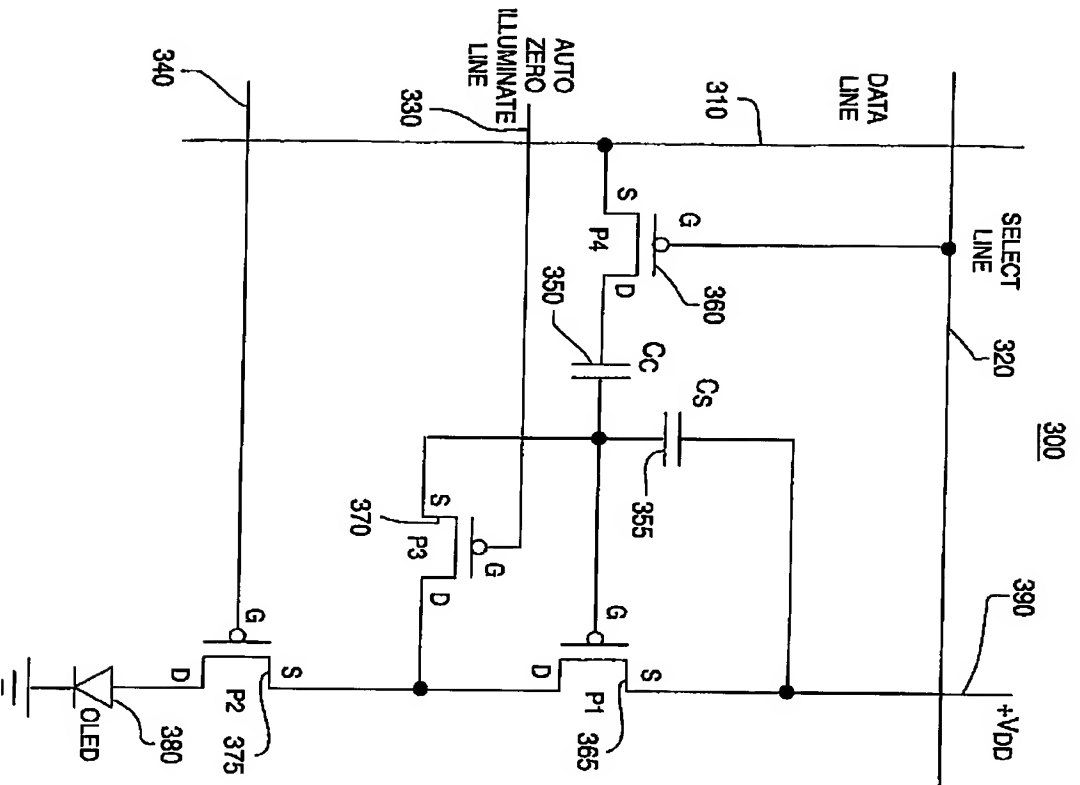 300
SELECT
LINE
320
390
+VDD
DATA
LINE
310
G
S
P4
D
360
350
CC
CS
355
AUTO
ZERO
ILLUMINATE
LINE
330
340
S
370
P3
G
D
G
S
P1
D
365
G
S
P2
D
375
OLED
380